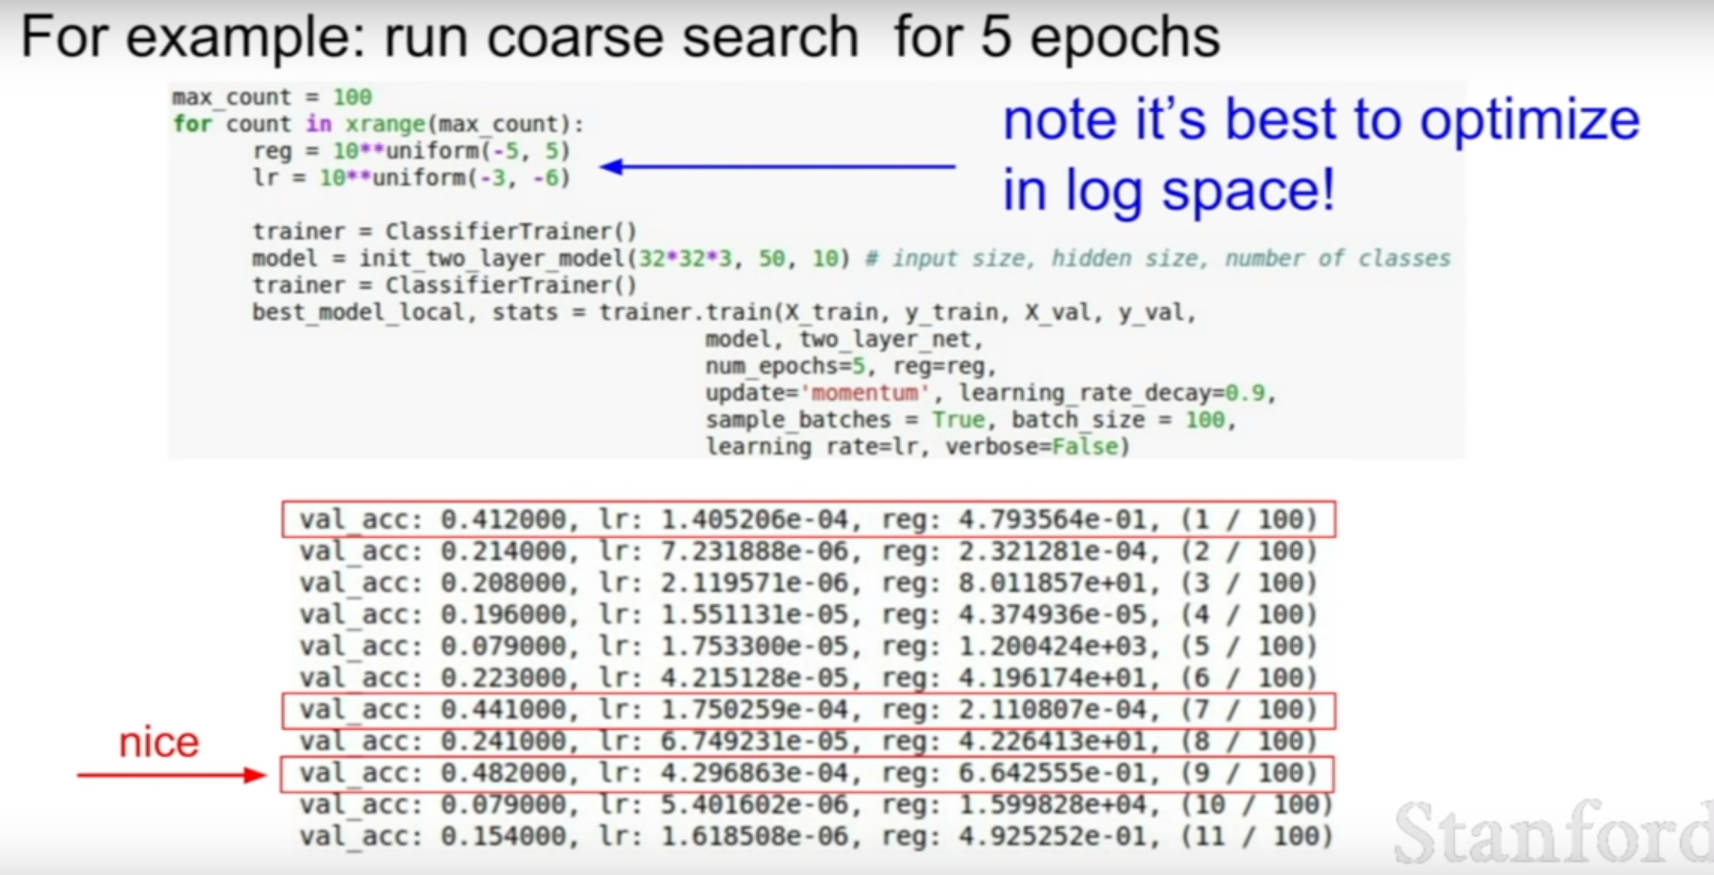 For example: run coarse search for 5 epochs
max_count = 100
for count in xrange(max_count):
reg = 10**uniform(-5, 5)
lr = 10**uniform(-3, -6)
note it's best to optimize
in log space!
trainer = ClassifierTrainer()
model = init_two_layer_model(32*32*3, 50, 10) # input size, hidden size, number of classes
trainer = ClassifierTrainer()
best_model_local, stats = trainer.train(X_train, y_train, X_val, y_val,
model, two_layer_net,
num_epochs=5, reg=reg,
update='momentum', learning_rate_decay=0.9,
sample_batches = True, batch_size = 100,
learning rate=lr, verbose=False)
val_acc: 0.412000, lr: 1.405206e-04, reg: 4.793564e-01, (1 / 100)
val_acc: 0.214000, lr: 7.231888e-06, reg: 2.321281e-04, (2 / 100)
val_acc: 0.208000, lr: 2.119571e-06, reg: 8.011857e+01, (3 / 100)
val_acc: 0.196000, lr: 1.551131e-05, reg: 4.374936e-05, (4 / 100)
val_acc: 0.079000, lr: 1.753300e-05, reg: 1.200424e+03, (5 / 100)
val_acc: 0.223000, lr: 4.215128e-05, reg: 4.196174e+01, (6 / 100)
val_acc: 0.441000, lr: 1.750259e-04, reg: 2.110807e-04, (7 / 100)
val_acc: 0.241000, lr: 6.749231e-05, reg: 4.226413e+01, (8 / 100)
nice
val_acc: 0.482000, lr: 4.296863e-04, reg: 6.642555e-01, (9 / 100)
val_acc: 0.079000, lr: 5.401602e-06, reg: 1.599828e+04, (10 / 100)
val_acc: 0.154000, lr: 1.618508e-06, reg: 4.925252e-01, (11 / 100)
Stanford